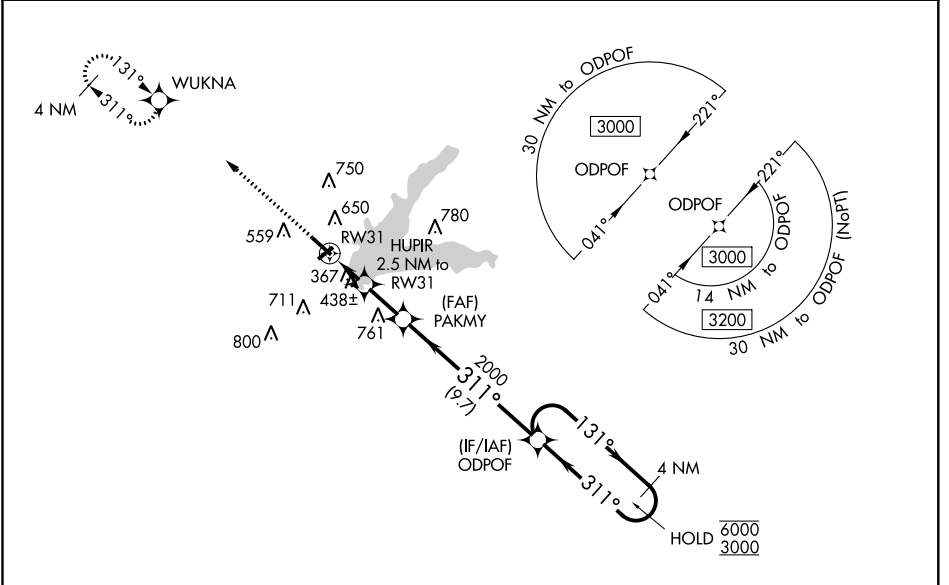 131°
311°
4 NM
WUKNA
30 NM to ODPOF
3000
221°
ODPOF
041°
221°
ODPOF
3000
041°
14 NM to ODPOF
3200
30 NM to ODPOF (NoPT)
750
650
559
780
RW31
HUPIR
2.5 NM to
RW31
367
438±
711
761
800
(FAF)
PAKMY
2000
311°
(9.7)
(IF/IAF)
ODPOF
131°
311°
4 NM
HOLD 6000
3000